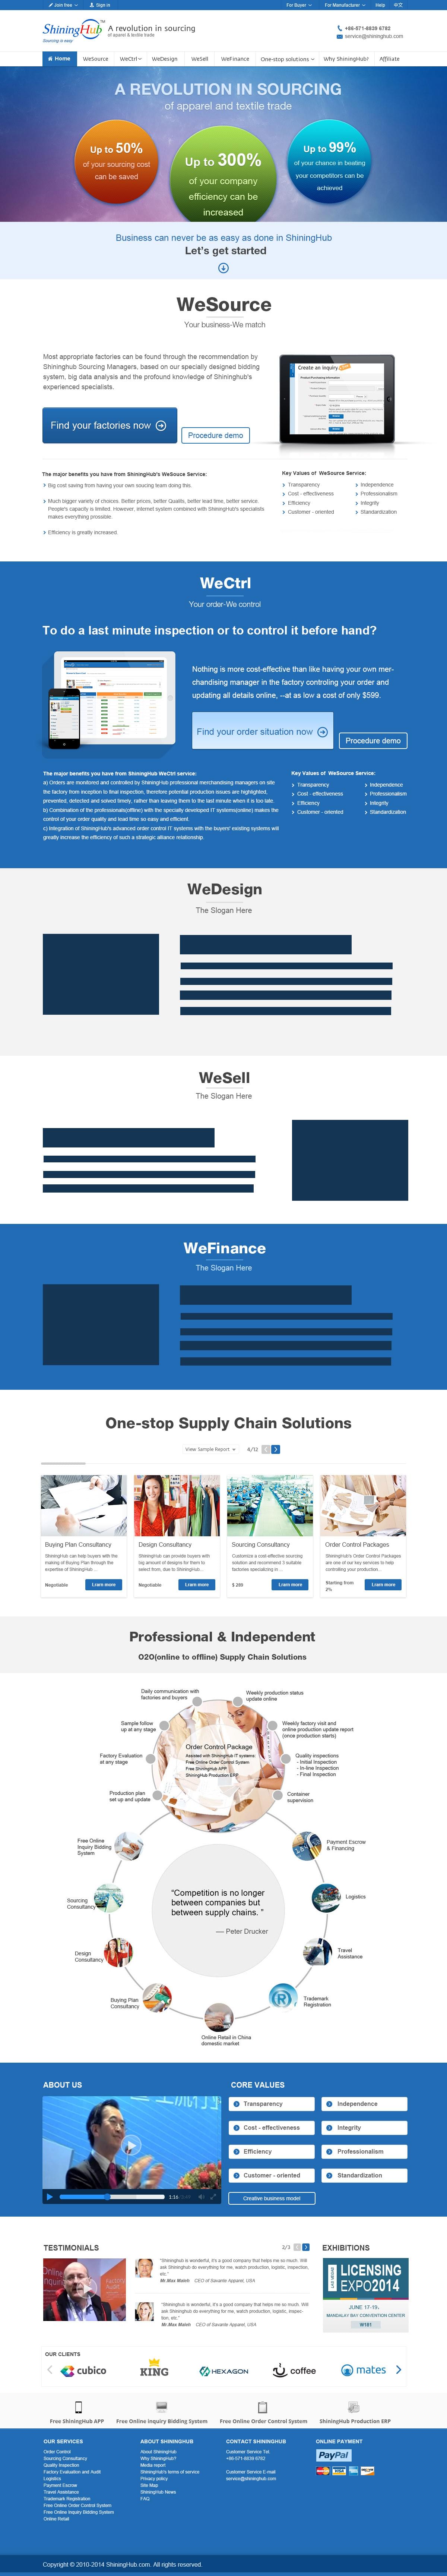 Join free
Sign in
For Buyer
For Manufacturer
Help
中文
ShiningHub™
Sourcing is easy
A revolution in sourcing
of apparel & textile trade
+86-571-8839 6782
service@shininghub.com
Home
WeSource
WeCtrl
WeDesign
WeSell
WeFinance
One-stop solutions
Why ShiningHub?
Affiliate
A REVOLUTION IN SOURCING
of apparel and textile trade
Up to 50%
of your sourcing cost
can be saved
Up to 300%
of your company
efficiency can be
increased
Up to 99%
of your chance in beating
your competitors can be
achieved
Business can never be as easy as done in ShiningHub
Let's get started
WeSource
Your business-We match
Most appropriate factories can be found through the recommendation by
Shininghub Sourcing Managers, based on our specially designed bidding
system, big data analysis and the profound knowledge of Shininghub's
experienced specialists.
Find your factories now
Procedure demo
Create an Inquiry
The major benefits you have from ShiningHub's WeSouce Service:
Big cost saving from having your own soucing team doing this.
Much bigger variety of choices. Better prices, better Qualits, better lead time, better service.
People's capacity is limited. However, internet system combined with ShiningHub's specialists
makes everything prossible.
Efficiency is greatly increased.
Key Values of WeSource Service:
Transparency
Independence
Cost - effectiveness
Professionalism
Efficiency
Integrity
Customer - oriented
Standardization
WeCtrl
Your order-We control
To do a last minute inspection or to control it before hand?
Nothing is more cost-effective than like having your own mer-
chandising manager in the factory controling your order and
updating all details online, --at as low a cost of only $599.
Find your order situation now
Procedure demo
The major benefits you have from ShiningHub WeCtrl service:
a) Orders are monitored and controlled by ShiningHub professional merchandising managers on site
the factory from inception to final inspection, therefore potential production issues are highlighted,
prevented, detected and solved timely, rather leaving them to the last minute when it is too late.
b) Combination of the professionals(offline) with the specially developed IT systems(online) makes the
control of your order quality and lead time so easy and efficient.
c) Integration of ShiningHub's advanced order control IT systems with the buyers' existing systems will
greatly increase the efficiency of such a strategic alliance relationship.
Key Values of WeSource Service:
Transparency
Independence
Cost - effectiveness
Professionalism
Efficiency
Integrity
Customer - oriented
Standardization
WeDesign
The Slogan Here
WeSell
The Slogan Here
WeFinance
The Slogan Here
One-stop Supply Chain Solutions
View Sample Report
4/12
Buying Plan Consultancy
ShiningHub can help buyers with the
making of Buying Plan through the
expertise of ShiningHub...
Negotiable
Learn more
Design Consultancy
Shininghub can provide buyers with
big amount of designs for them to
select from, due to ShiningHub...
Negotiable
Learn more
Sourcing Consultancy
Customize a cost-effective sourcing
solution and recommend 3 suitable
factories specializing in ...
$ 289
Learn more
Order Control Packages
ShiningHub's Order Control Packages
are one of our key services to help
controlling your production...
Starting from
2%
Learn more
Professional & Independent
O2O(online to offline) Supply Chain Solutions
Daily communication with
factories and buyers
Weekly production status
update online
Sample follow
up at any stage
Weekly factory visit and
online production update report
(once production starts)
Factory Evaluation
at any stage
Quality inspections
- Initial Inspection
- In-line Inspection
- Final Inspection
Production plan
set up and update
Container
supervision
Order Control Package
Assisted with ShiningHub IT systems:
Free Online Order Control System
Free ShiningHub APP
ShiningHub Production ERP
Free Online
Inquiry Bidding
System
Payment Escrow
& Financing
Sourcing
Consultancy
Logistics
"Competition is no longer
between companies but
between supply chains. "
── Peter Drucker
Design
Consultancy
Travel
Assistance
Buying Plan
Consultancy
Trademark
Registration
Online Retail in China
domestic market
ABOUT US
1:16
CORE VALUES
Transparency
Independence
Cost - effectiveness
Integrity
Efficiency
Professionalism
Customer - oriented
Standardization
Creative business model
TESTIMONIALS
2/3
"Shinghub is wonderful, it's a good company that helps me so much. Will
ask Shininghub do everything for me, watch production, logistic, inspection,
etc."
Mr.Max Maleh CEO of Savante Apparel, USA
"Shinghub is wonderful, it's a good company that helps me so much. Will
ask Shininghub do everything for me, watch production, logistic, inspec-
tion, etc."
Mr.Max Maleh CEO of Savante Apparel, USA
EXHIBITIONS
LAS VEGAS
LICENSING
EXPO2014
JUNE 17-19,
MANDALAY BAY CONVENTION CENTER
W181
OUR CLIENTS
cubico
KING
HEXAGON
coffee
mates
Free ShiningHub APP
Free Online inquiry Bidding System
Free Online Order Control System
ShiningHub Production ERP
OUR SERVICES
Order Control
Sourcing Consultancy
Quality Inspection
Factory Evaluation and Audit
Logistics
Payment Escrow
Travel Assistance
Trademark Registration
Free Online Order Control System
Free Online Inquiry Bidding System
Online Retail
ABOUT SHININGHUB
About ShiningHub
Why ShiningHub?
Media report
ShiningHub's terms of service
Privacy policy
Site Map
ShiningHub News
FAQ
CONTACT SHININGHUB
Customer Service Tel:
+86-571-8839 6782
Customer Service E-mail
service@shininghub.com
ONLINE PAYMENT
PayPal
Copyright © 2010-2014 ShiningHub.com. All rights reserved.